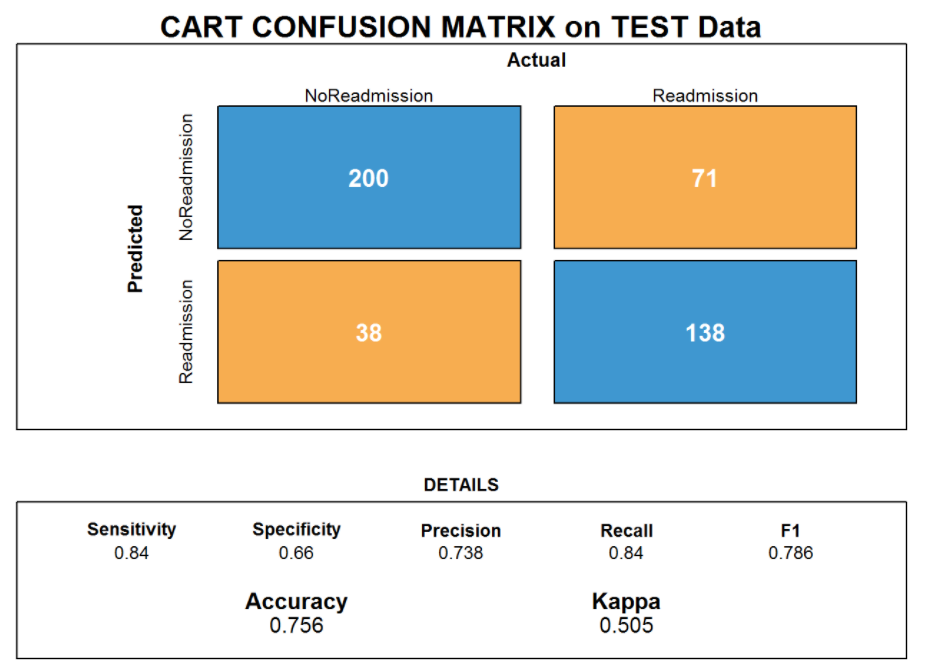 CART CONFUSION MATRIX on TEST Data
Actual
NoReadmission Readmission
Predicted
NoReadmission
200 71
Readmission
38 138
DETAILS
Sensitivity Specificity Precision Recall F1
0.84 0.66 0.738 0.84 0.786
Accuracy Kappa
0.756 0.505